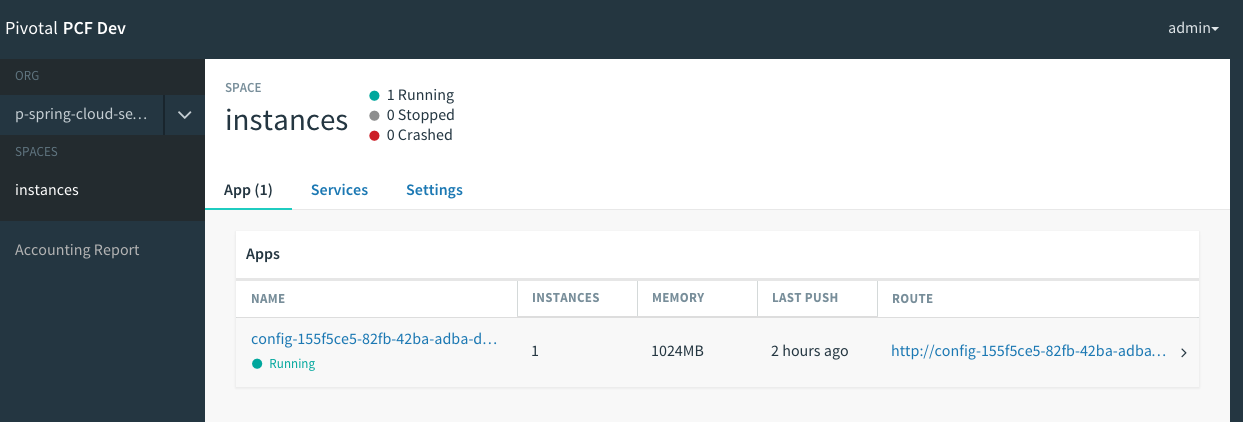 Pivotal PCF Dev
admin
ORG
p-spring-cloud-se...
SPACES
instances
Accounting Report
SPACE
instances
1 Running
0 Stopped
0 Crashed
App (1) Services Settings
Apps
NAME INSTANCES MEMORY LAST PUSH ROUTE
config-155f5ce5-82fb-42ba-adba-d... 1 1024MB 2 hours ago http://config-155f5ce5-82fb-42ba-adba...
Running